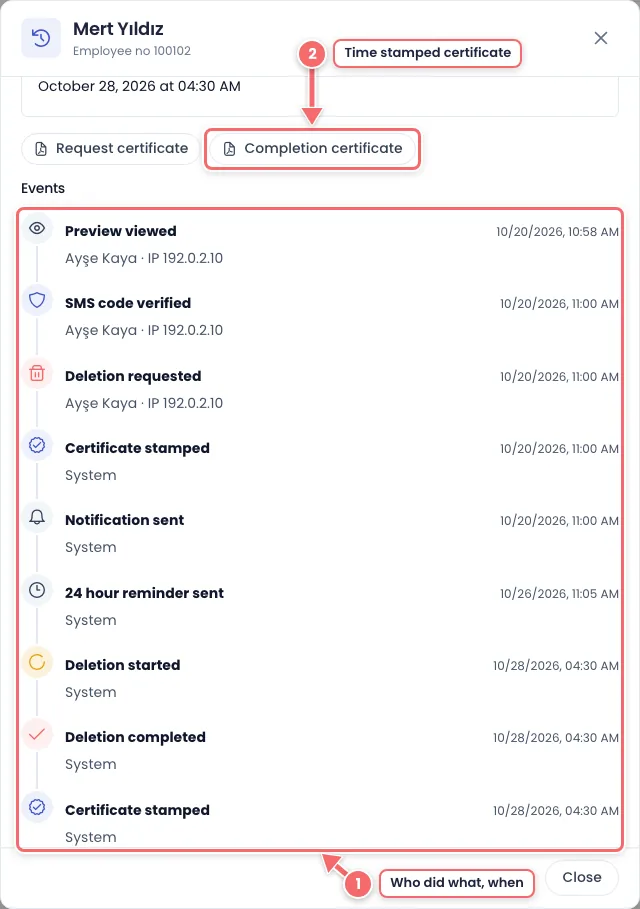 Mert Yıldız
Employee no 100102
2
Time stamped certificate
October 28, 2026 at 04:30 AM
Request certificate
Completion certificate
Events
Preview viewed 10/20/2026, 10:58 AM
Ayşe Kaya · IP 192.0.2.10
SMS code verified 10/20/2026, 11:00 AM
Ayşe Kaya · IP 192.0.2.10
Deletion requested 10/20/2026, 11:00 AM
Ayşe Kaya · IP 192.0.2.10
Certificate stamped 10/20/2026, 11:00 AM
System
Notification sent 10/20/2026, 11:00 AM
System
24 hour reminder sent 10/26/2026, 11:05 AM
System
Deletion started 10/28/2026, 04:30 AM
System
Deletion completed 10/28/2026, 04:30 AM
System
Certificate stamped 10/28/2026, 04:30 AM
System
1
Who did what, when
Close